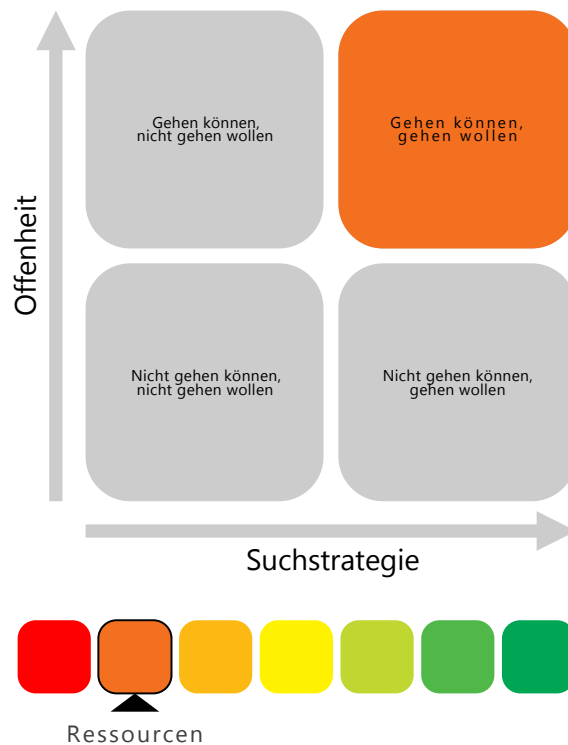 Gehen können,
nicht gehen wollen
Gehen können,
gehen wollen
Offenheit
Nicht gehen können,
nicht gehen wollen
Nicht gehen können,
gehen wollen
Suchstrategie
Ressourcen